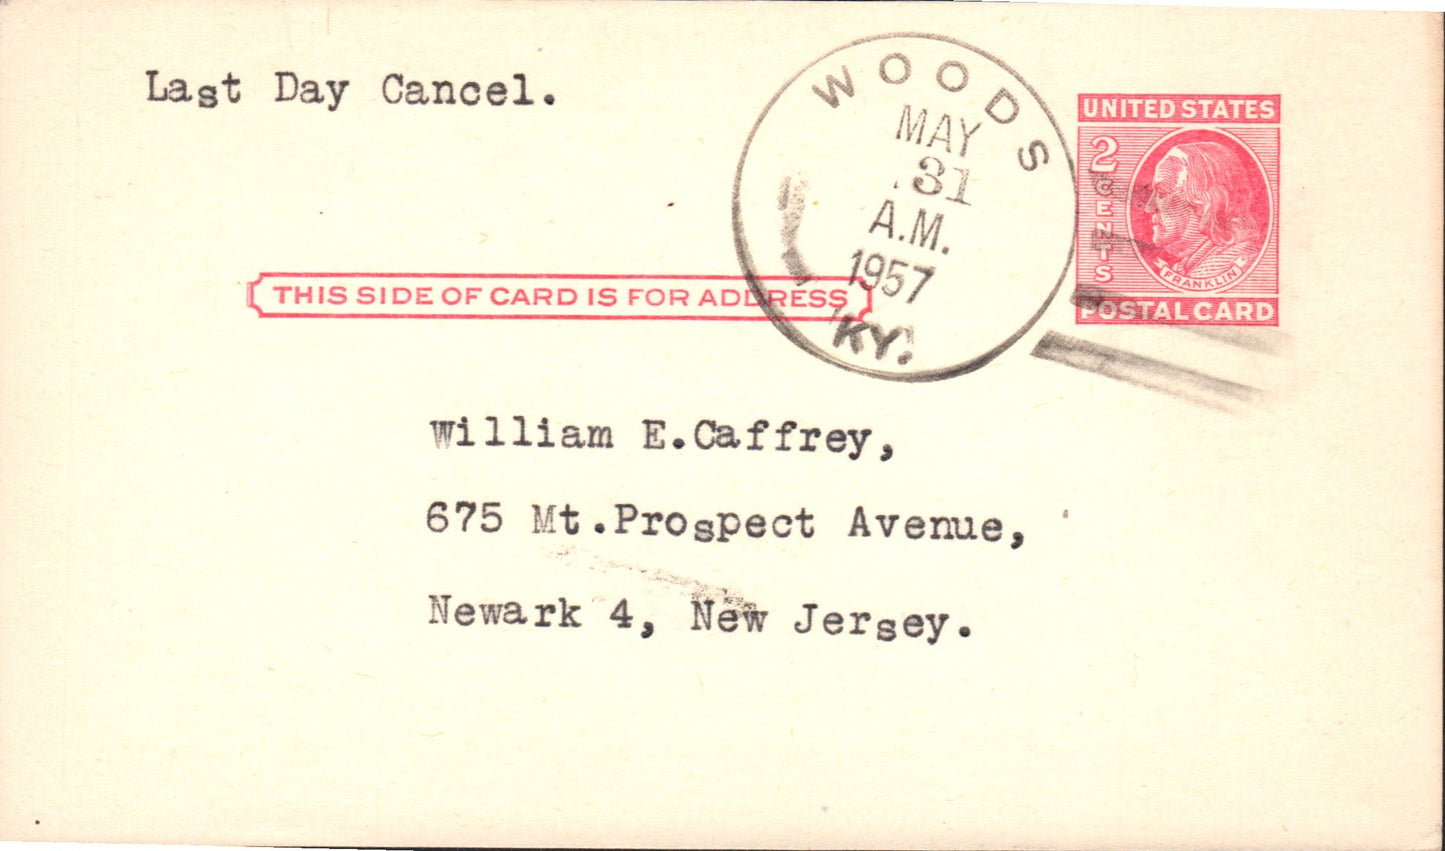 Last Day Cancel.
WOODS
MAY
31
A.M.
1957
KY.
UNITED STATES
2
CENTS
FRANKLIN
POSTAL CARD
THIS SIDE OF CARD IS FOR ADDRESS
William E.Caffrey,
675 Mt.Prospect Avenue,
Newark 4, New Jersey.